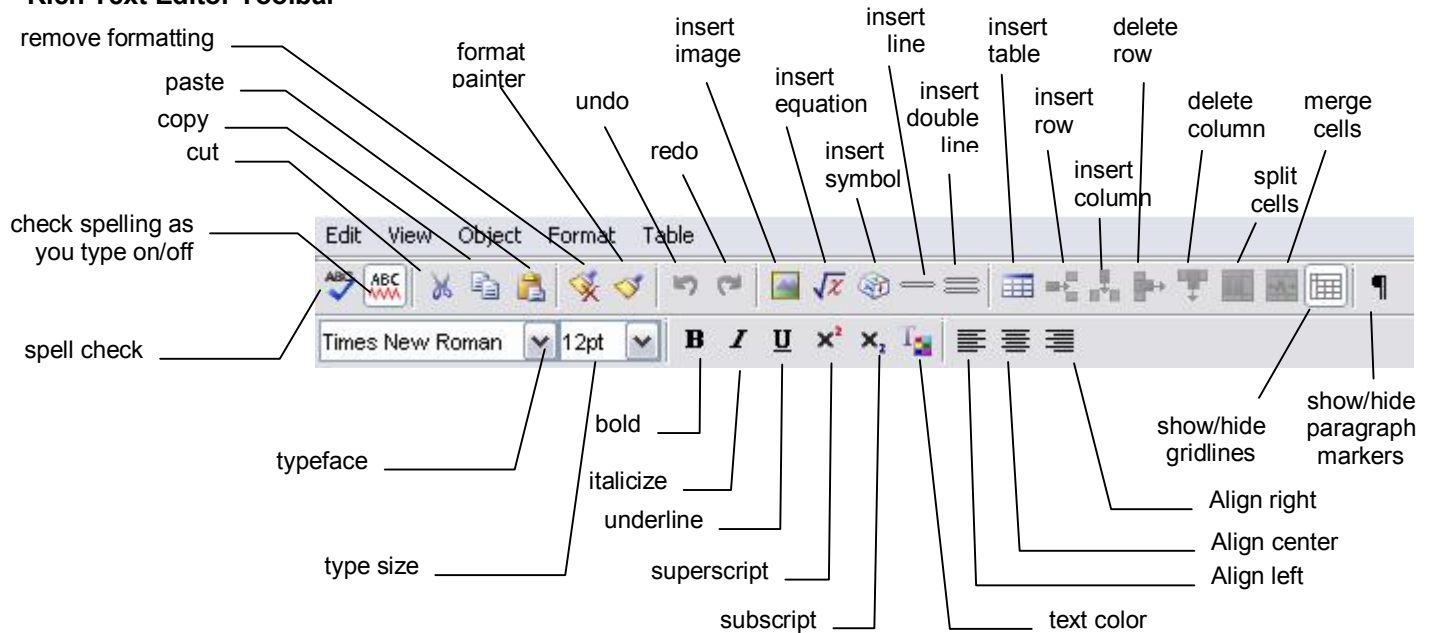 Rich Text Editor Toolbar
remove formatting
paste
copy
cut
check spelling as
you type on/off
spell check
format
painter
undo
redo
insert
image
insert
equation
insert
symbol
insert
line
insert
double
line
insert
table
insert
row
insert
column
delete
row
delete
column
split
cells
merge
cells
Edit View Object Format Table
ABC ABC
Times New Roman 12pt B I U x² x₂ T
typeface
type size
bold
italicize
underline
superscript
subscript
text color
Align left
Align center
Align right
show/hide
gridlines
show/hide
paragraph
markers